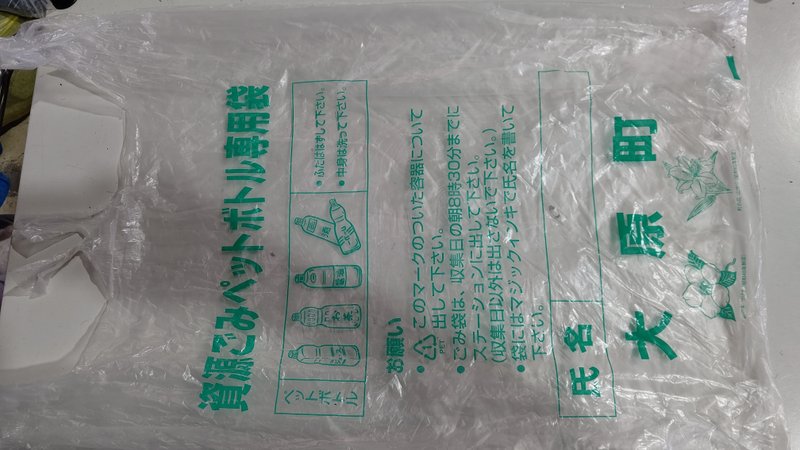 資源ごみペットボトル専用袋
ペットボトル
・ふたははずして下さい。
・中身は洗って下さい。
お茶
醤油
酒
お願い
・このマークのついた容器について
出して下さい。
PET
・ごみ袋は、収集日の朝8時30分までに
ステーションに出して下さい。
（収集日以外は出さないで下さい。）
・袋にはマジックインキで氏名を書いて
下さい。
氏名
大原町